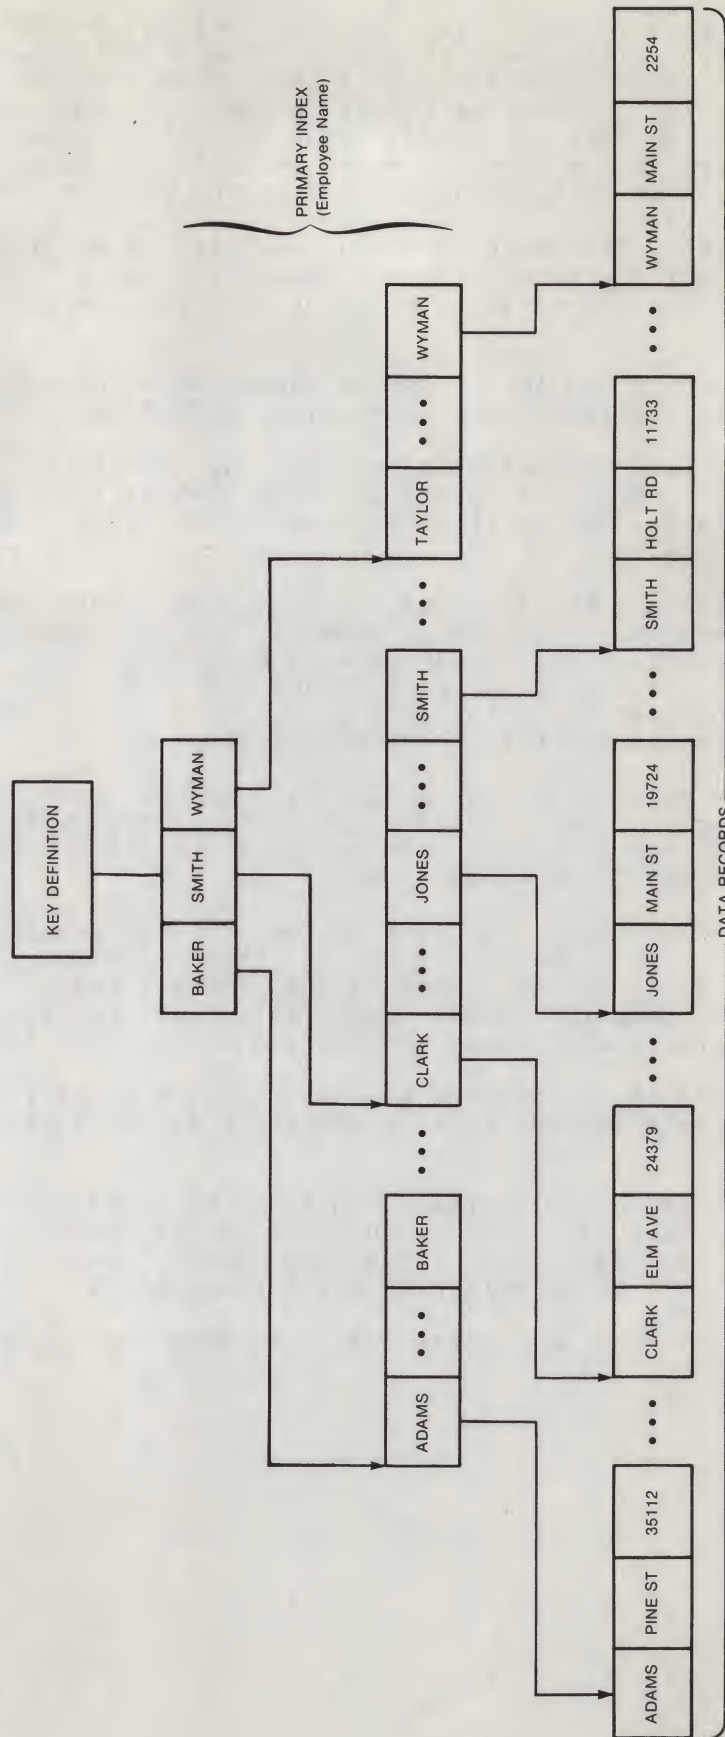 KEY DEFINITION
BAKER SMITH WYMAN
PRIMARY INDEX
(Employee Name)
ADAMS • • • BAKER • • • CLARK • • • JONES • • • SMITH • • • TAYLOR • • • WYMAN
ADAMS PINE ST 35112 • • • CLARK ELM AVE 24379 • • • JONES MAIN ST 19724 • • • SMITH HOLT RD 11733 • • • WYMAN MAIN ST 2254
DATA RECORDS